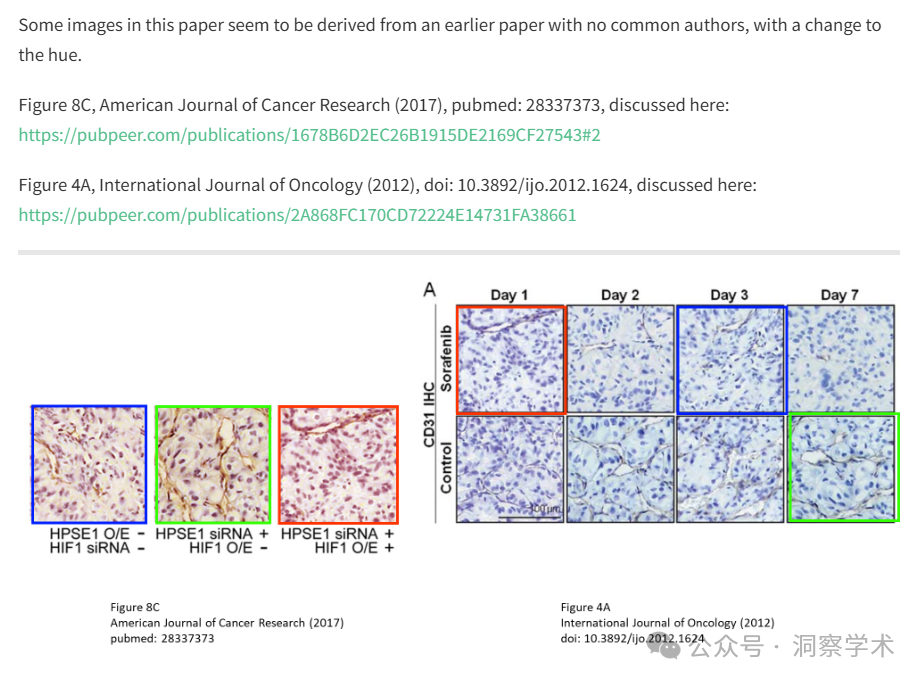 Some images in this paper seem to be derived from an earlier paper with no common authors, with a change to
the hue.
Figure 8C, American Journal of Cancer Research (2017), pubmed: 28337373, discussed here:
https://pubpeer.com/publications/1678B6D2EC26B1915DE2169CF27543#2
Figure 4A, International Journal of Oncology (2012), doi: 10.3892/ijo.2012.1624, discussed here:
https://pubpeer.com/publications/2A868FC170CD72224E14731FA38661
A
Day 1 Day 2 Day 3 Day 7
CD31 IHC
Sorafenib
Control
HPSE1 O/E - HPSE1 siRNA + HPSE1 siRNA +
HIF1 siRNA - HIF1 O/E - HIF1 O/E +
Figure 8C
American Journal of Cancer Research (2017)
pubmed: 28337373
Figure 4A
International Journal of Oncology (2012)
doi: 10.3892/ijo.2012.1624
公众号 · 洞察学术